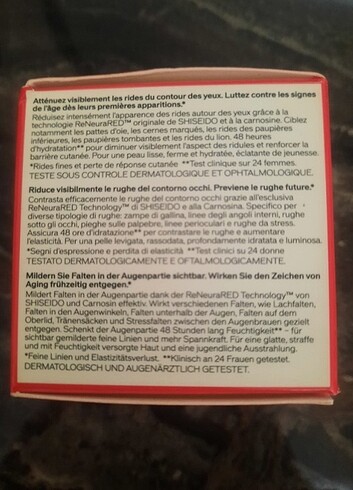 Atténuez visiblement les rides du contour des yeux. Luttez contre les signes
de l'âge dès leurs premières apparitions.*
Réduisez intensément l'apparence des rides autour des yeux grâce à la
technologie ReNeuraRED™ originale de SHISEIDO et à la carnosine. Ciblez
notamment les pattes d'oie, les cernes marqués, les rides des paupières
inférieures, les paupières tombantes et les rides du lion. 48 heures
d'hydratation** pour diminuer visiblement l'aspect des ridules et renforcer la
barrière cutanée. Pour une peau lisse, ferme et hydratée, éclatante de jeunesse.
*Rides fines et perte de réponse cutanée **Test clinique sur 24 femmes.
TESTE SOUS CONTROLE DERMATOLOGIQUE ET OPHTALMOLOGIQUE.
Riduce visibilmente le rughe del contorno occhi. Previene le rughe future.*
Contrasta efficacemente le rughe del contorno occhi grazie all'esclusiva
ReNeuraRED Technology™ di SHISEIDO e alla Carnosina. Specifico per
diverse tipologie di rughe: zampe di gallina, linee degli angoli interni, rughe
sotto gli occhi, pieghe sulle palpebre, linee perioculari e rughe da stress.
Assicura 48 ore d'idratazione** per contrastare le rughe e aumentare
l'elasticità. Per una pelle levigata, rassodata, profondamente idratata e luminosa.
*Segni d'espressione e perdita di elasticità **Test clinici su 24 donne
TESTATO DERMATOLOGICAMENTE E OFTALMOLOGICAMENTE.
Mildern Sie Falten in der Augenpartie sichtbar. Wirken Sie den Zeichen von
Aging frühzeitig entgegen.*
Mildert Falten in der Augenpartie dank der ReNeuraRED Technology™ von
SHISEIDO und Carnosin effektiv. Wirkt verschiedenen Falten, wie Lachfalten,
Falten in den Augenwinkeln, Falten unterhalb der Augen, Falten auf dem
Oberlid, Tränensäcken und Stressfalten zwischen den Augenbrauen gezielt
entgegen. Schenkt der Augenpartie 48 Stunden lang Feuchtigkeit** – für
sichtbar gemilderte feine Linien und mehr Spannkraft. Für eine glatte, straffe
und mit Feuchtigkeit versorgte Haut und eine jugendliche Ausstrahlung.
*Feine Linien und Elastizitätsverlust. **Klinisch an 24 Frauen getestet.
DERMATOLOGISCH UND AUGENÄRZTLICH GETESTET.